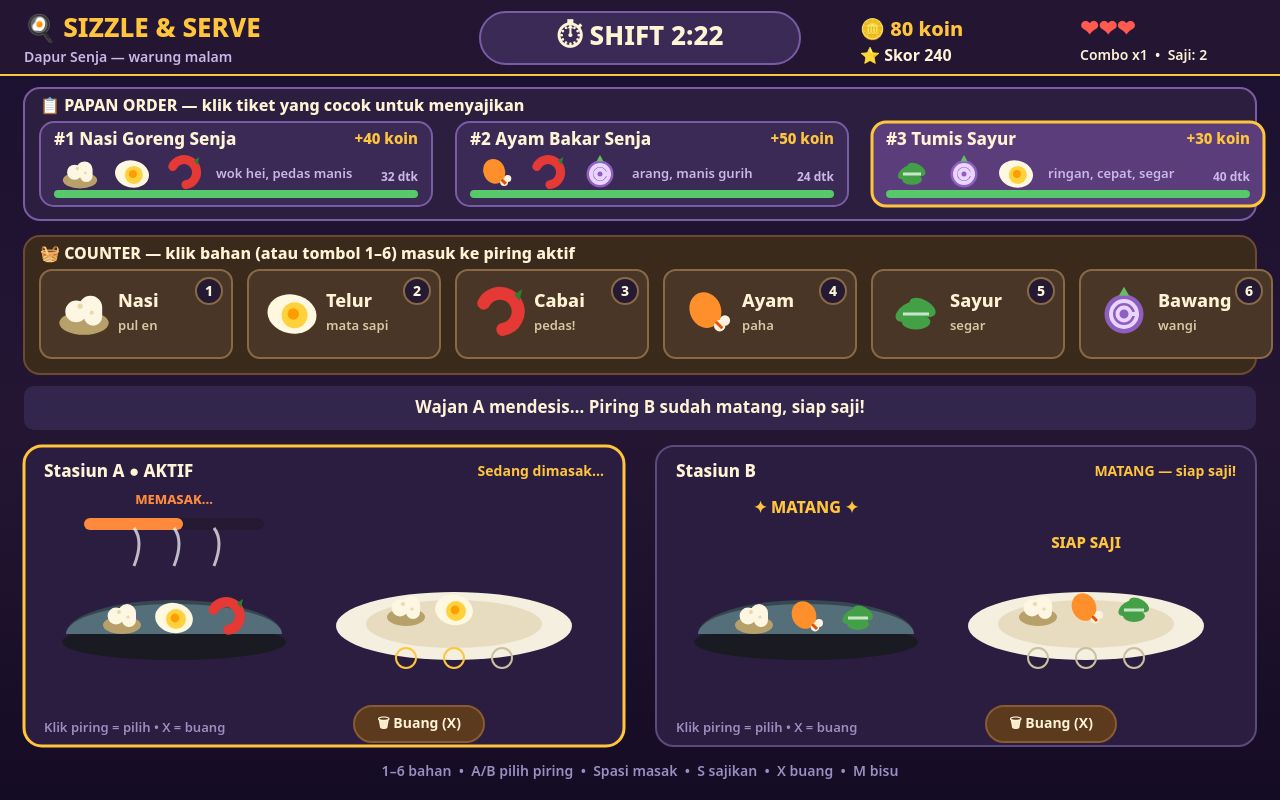 🍳 SIZZLE & SERVE
Dapur Senja — warung malam
⏱ SHIFT 2:22
🪙 80 koin
⭐ Skor 240
❤❤❤
Combo x1 • Saji: 2
📋 PAPAN ORDER — klik tiket yang cocok untuk menyajikan
#1 Nasi Goreng Senja +40 koin
wok hei, pedas manis 32 dtk
#2 Ayam Bakar Senja +50 koin
arang, manis gurih 24 dtk
#3 Tumis Sayur +30 koin
ringan, cepat, segar 40 dtk
🧺 COUNTER — klik bahan (atau tombol 1–6) masuk ke piring aktif
Nasi 1
pul en
Telur 2
mata sapi
Cabai 3
pedas!
Ayam 4
paha
Sayur 5
segar
Bawang 6
wangi
Wajan A mendesis... Piring B sudah matang, siap saji!
Stasiun A ● AKTIF
Sedang dimasak...
MEMASAK...
Klik piring = pilih • X = buang
🗑 Buang (X)
Stasiun B
MATANG — siap saji!
✦ MATANG ✦
SIAP SAJI
Klik piring = pilih • X = buang
🗑 Buang (X)
1–6 bahan • A/B pilih piring • Spasi masak • S sajikan • X buang • M bisu